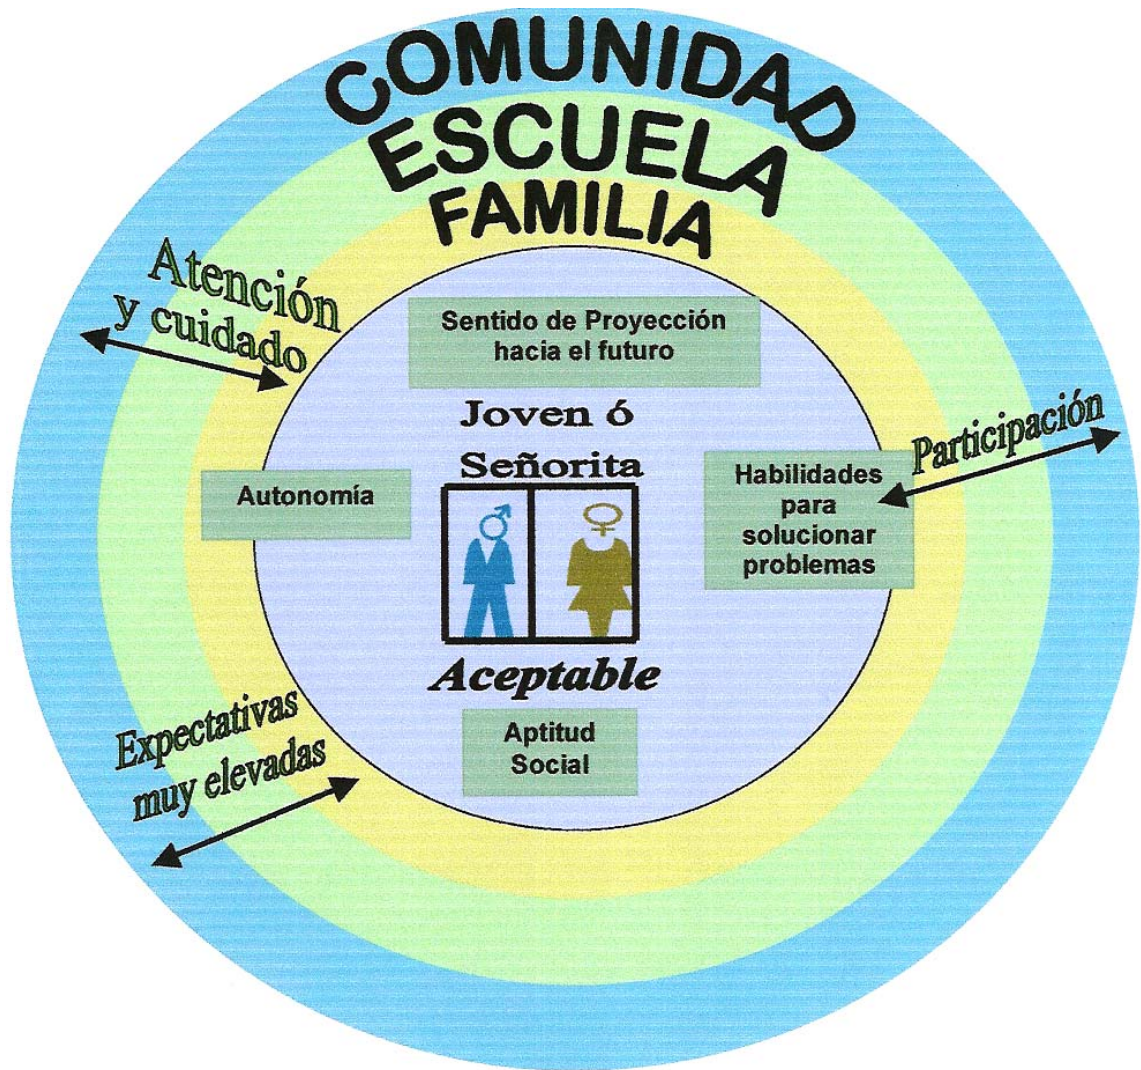 COMUNIDAD
ESCUELA
FAMILIA
Atención
y cuidado
Sentido de Proyección
hacia el futuro
Joven ó
Señorita
Autonomía
Habilidades
para
solucionar
problemas
Participación
Aceptable
Expectativas
muy elevadas
Aptitud
Social